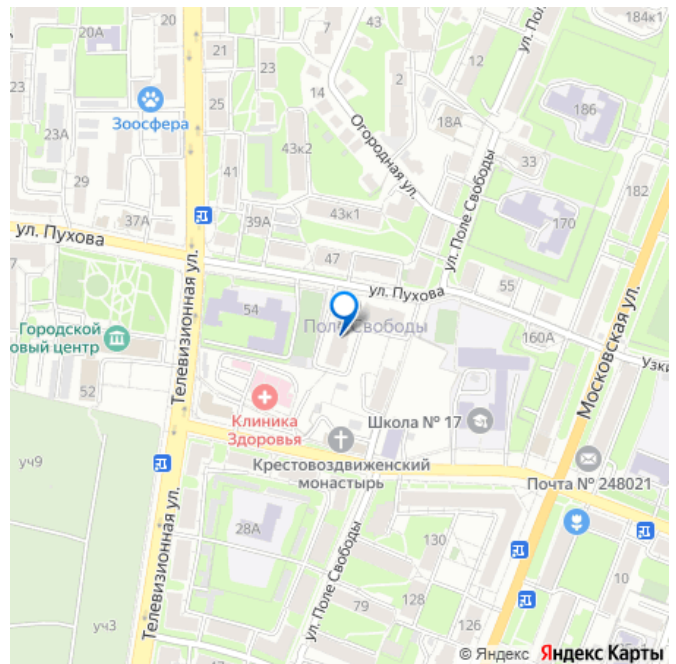 20А
21
23
12
184к1
ул. Поле
14
2
186
Зоосфера
25
18А
Огородная ул.
23А
41
43к2
33
ул. Поле Свободы
182
29
37А
39А
43к1
170
ул. Пухова
47
55
ул. Пухова
54
Поле Свободы
160А
Узки
Городской
овый центр
Телевизионная ул.
Московская ул.
52
Клиника
Здоровья
Школа № 17
Крестовоздвиженский
монастырь
Почта № 248021
уч9
28А
130
10
Телевизионная ул.
ул. Поле Свободы
79
128
126
уч3
© Яндекс Яндекс Карты